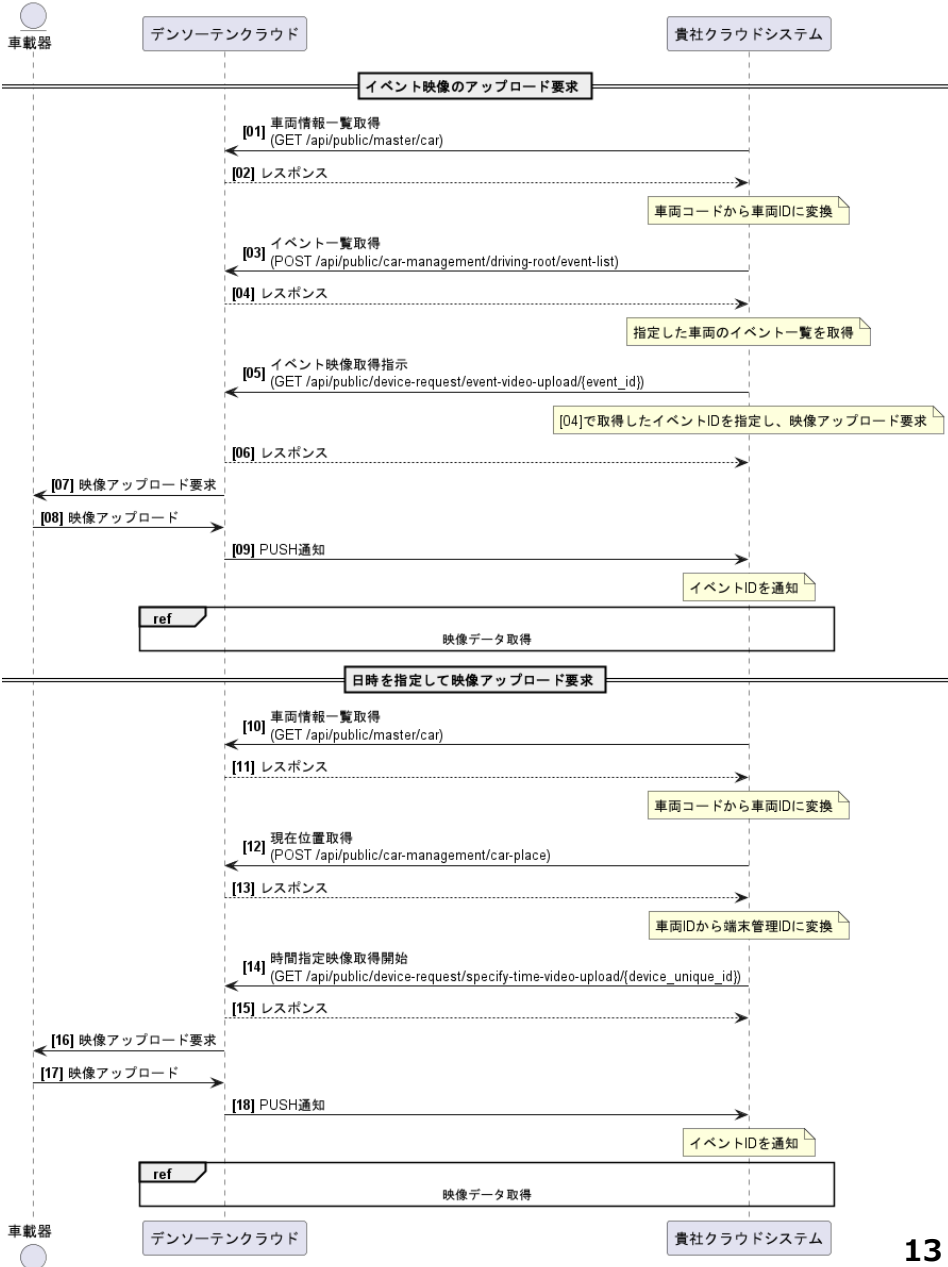 車載器
デンソーテンクラウド
貴社クラウドシステム
イベント映像のアップロード要求
[01] 車両情報一覧取得
(GET /api/public/master/car)
[02] レスポンス
車両コードから車両IDに変換
[03] イベント一覧取得
(POST /api/public/car-management/driving-root/event-list)
[04] レスポンス
指定した車両のイベント一覧を取得
[05] イベント映像取得指示
(GET /api/public/device-request/event-video-upload/{event_id})
[04]で取得したイベントIDを指定し、映像アップロード要求
[06] レスポンス
[07] 映像アップロード要求
[08] 映像アップロード
[09] PUSH通知
イベントIDを通知
ref
映像データ取得
日時を指定して映像アップロード要求
[10] 車両情報一覧取得
(GET /api/public/master/car)
[11] レスポンス
車両コードから車両IDに変換
[12] 現在位置取得
(POST /api/public/car-management/car-place)
[13] レスポンス
車両IDから端末管理IDに変換
[14] 時間指定映像取得開始
(GET /api/public/device-request/specify-time-video-upload/{device_unique_id})
[15] レスポンス
[16] 映像アップロード要求
[17] 映像アップロード
[18] PUSH通知
イベントIDを通知
ref
映像データ取得
車載器
デンソーテンクラウド
貴社クラウドシステム
13